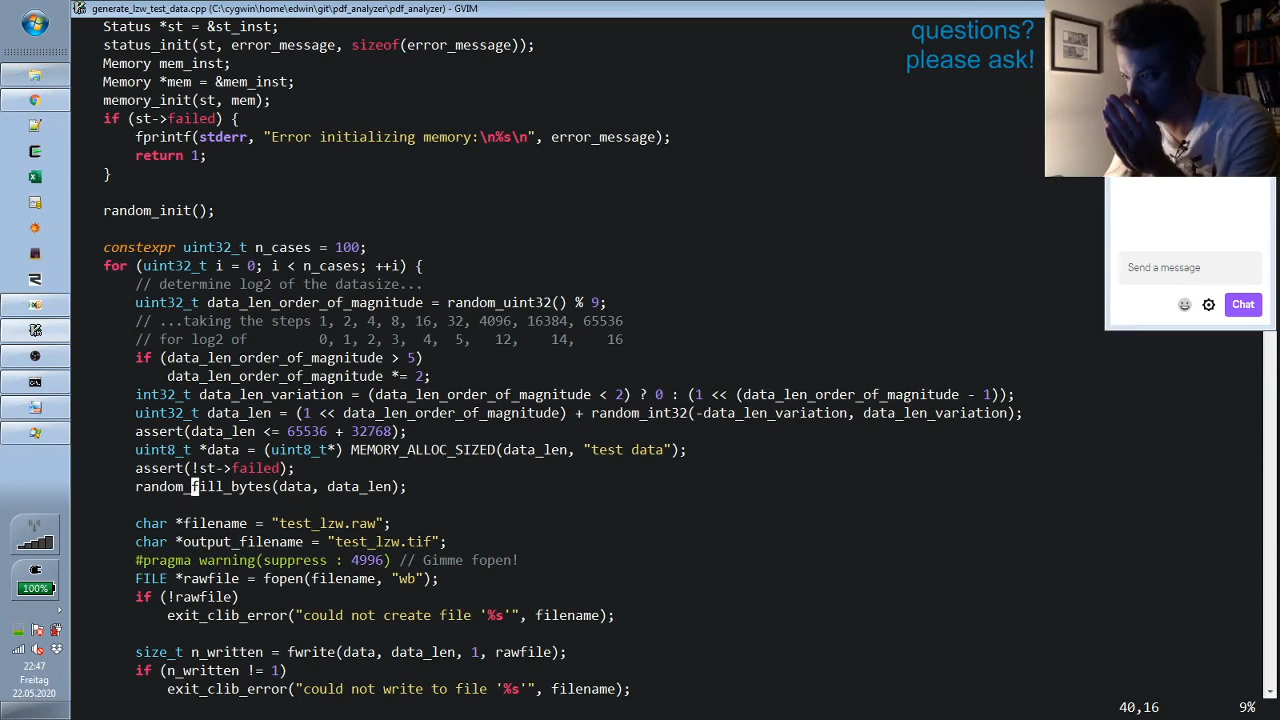 generate_lzw_test_data.cpp (C:\cygwin\home\edwin\git\pdf_analyzer\pdf_analyzer) - GVIM
questions?
please ask!
Status *st = &st_inst;
status_init(st, error_message, sizeof(error_message));
Memory mem_inst;
Memory *mem = &mem_inst;
memory_init(st, mem);
if (st->failed) {
fprintf(stderr, "Error initializing memory:\n%s\n", error_message);
return 1;
}
random_init();
constexpr uint32_t n_cases = 100;
for (uint32_t i = 0; i < n_cases; ++i) {
// determine log2 of the datasize...
uint32_t data_len_order_of_magnitude = random_uint32() % 9;
// ...taking the steps 1, 2, 4, 8, 16, 32, 4096, 16384, 65536
// for log2 of         0, 1, 2, 3,  4,  5,   12,    14,    16
if (data_len_order_of_magnitude > 5)
data_len_order_of_magnitude *= 2;
int32_t data_len_variation = (data_len_order_of_magnitude < 2) ? 0 : (1 << (data_len_order_of_magnitude - 1));
uint32_t data_len = (1 << data_len_order_of_magnitude) + random_int32(-data_len_variation, data_len_variation);
assert(data_len <= 65536 + 32768);
uint8_t *data = (uint8_t*) MEMORY_ALLOC_SIZED(data_len, "test data");
assert(!st->failed);
random_fill_bytes(data, data_len);
char *filename = "test_lzw.raw";
char *output_filename = "test_lzw.tif";
#pragma warning(suppress : 4996) // Gimme fopen!
FILE *rawfile = fopen(filename, "wb");
if (!rawfile)
exit_clib_error("could not create file '%s'", filename);
size_t n_written = fwrite(data, data_len, 1, rawfile);
if (n_written != 1)
exit_clib_error("could not write to file '%s'", filename);
40,16
9%
Send a message
Chat
100%
22:47
Freitag
22.05.2020